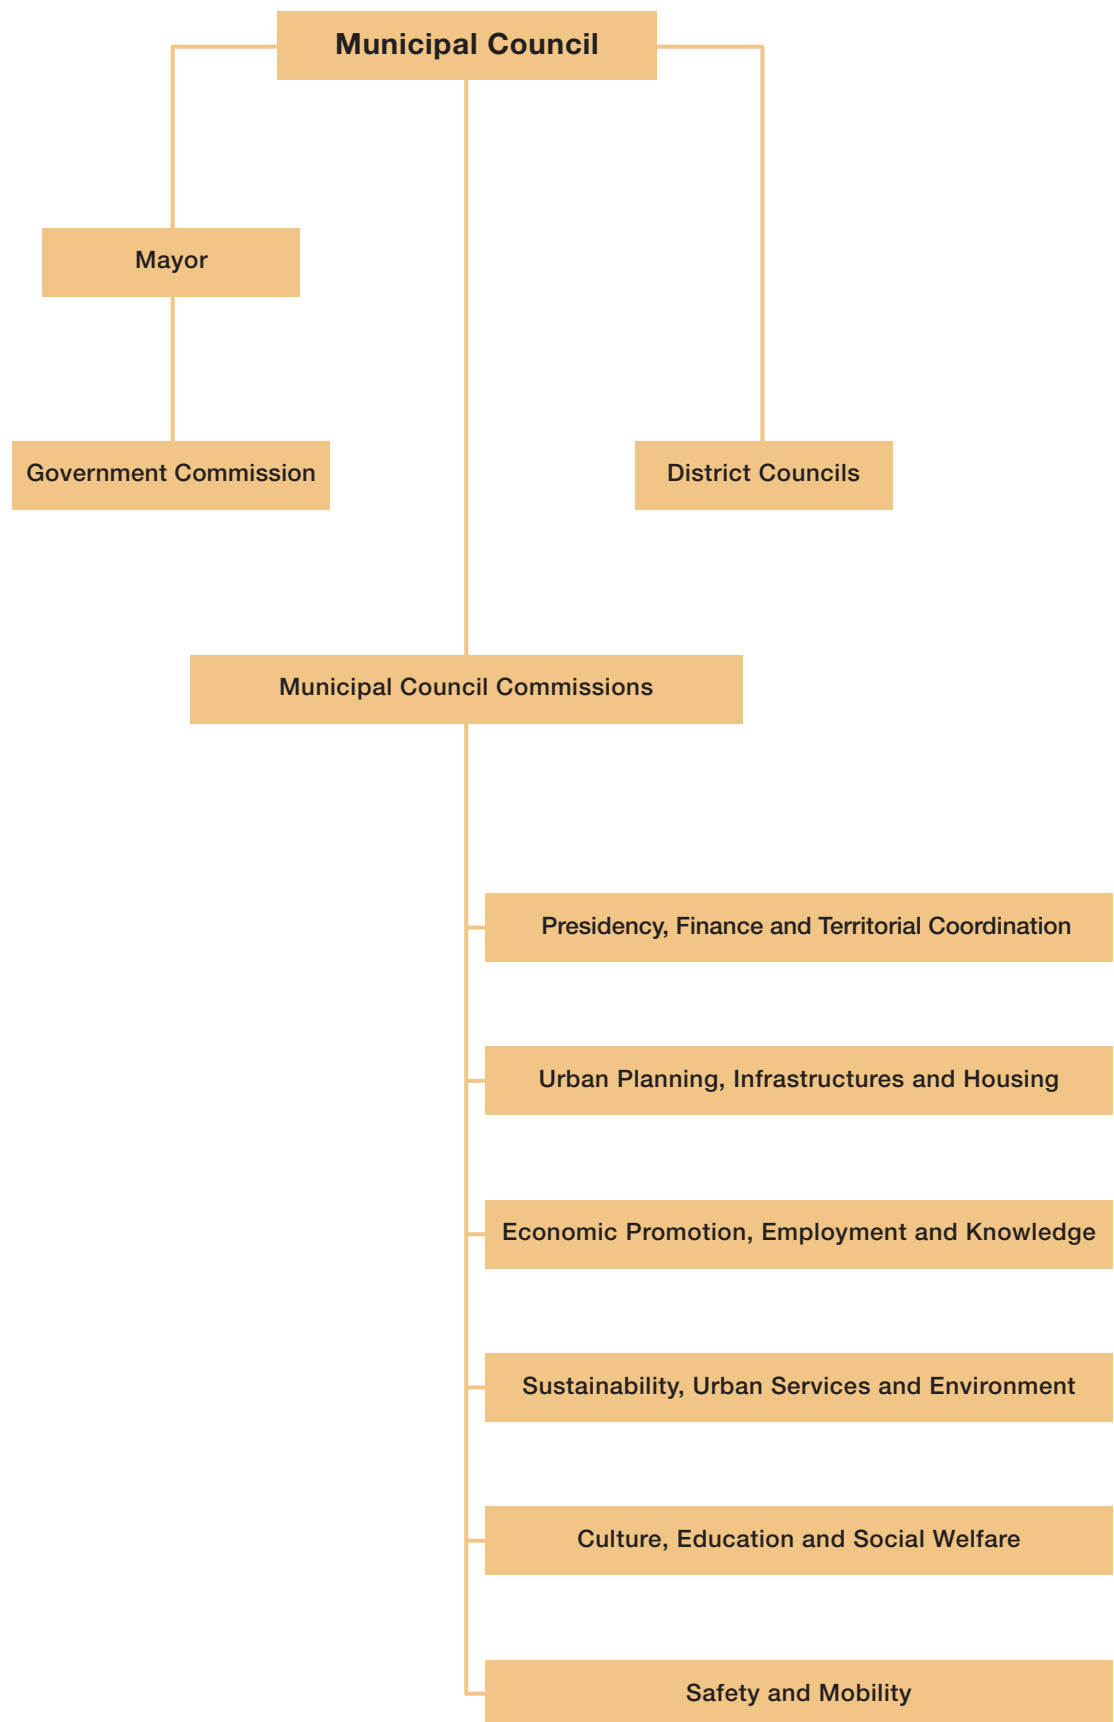 Municipal Council
Mayor
Government Commission
District Councils
Municipal Council Commissions
Presidency, Finance and Territorial Coordination
Urban Planning, Infrastructures and Housing
Economic Promotion, Employment and Knowledge
Sustainability, Urban Services and Environment
Culture, Education and Social Welfare
Safety and Mobility